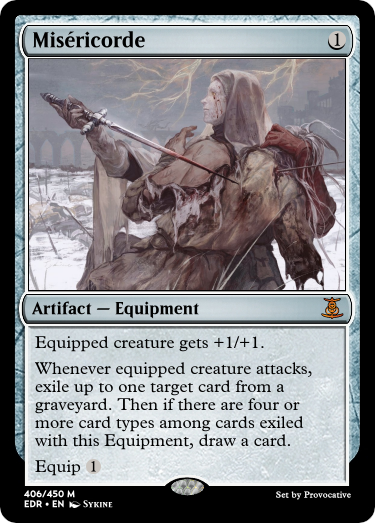 Miséricorde 1
Artifact — Equipment
Equipped creature gets +1/+1.
Whenever equipped creature attacks,
exile up to one target card from a
graveyard. Then if there are four or
more card types among cards exiled
with this Equipment, draw a card.
Equip 1
406/450 M
EDR • EN Sykine
Set by Provocative